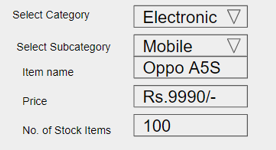 Select Category Electronic
Select Subcategory Mobile
Item name Oppo A5S
Price Rs.9990/-
No. of Stock Items 100